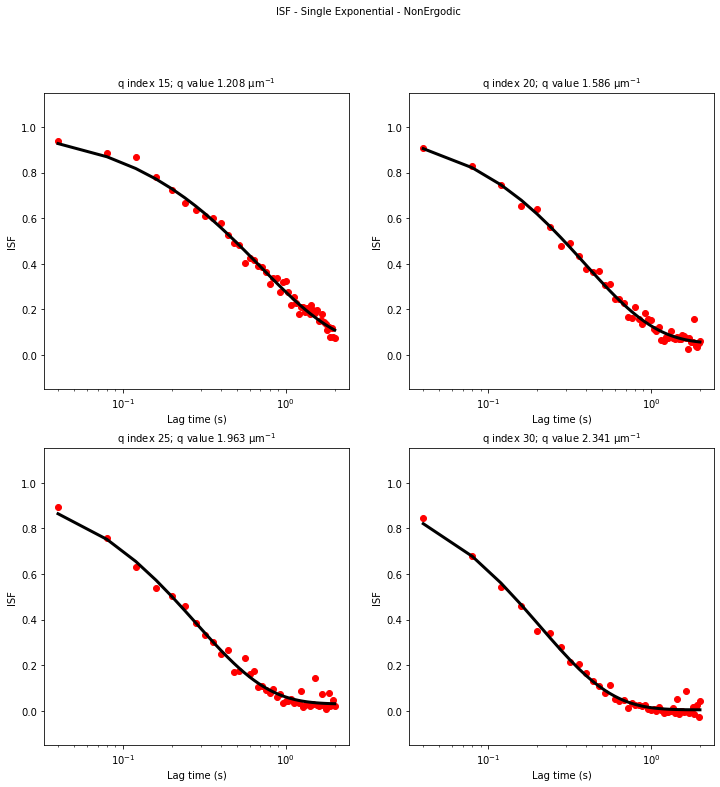 ISF - Single Exponential - NonErgodic
q index 15; q value 1.208 μm⁻¹
q index 20; q value 1.586 μm⁻¹
1.0
0.8
0.6
0.4
0.2
0.0
ISF
10⁻¹
10⁰
Lag time (s)
1.0
0.8
0.6
0.4
0.2
0.0
ISF
10⁻¹
10⁰
Lag time (s)
q index 25; q value 1.963 μm⁻¹
q index 30; q value 2.341 μm⁻¹
1.0
0.8
0.6
0.4
0.2
0.0
ISF
10⁻¹
10⁰
Lag time (s)
1.0
0.8
0.6
0.4
0.2
0.0
ISF
10⁻¹
10⁰
Lag time (s)